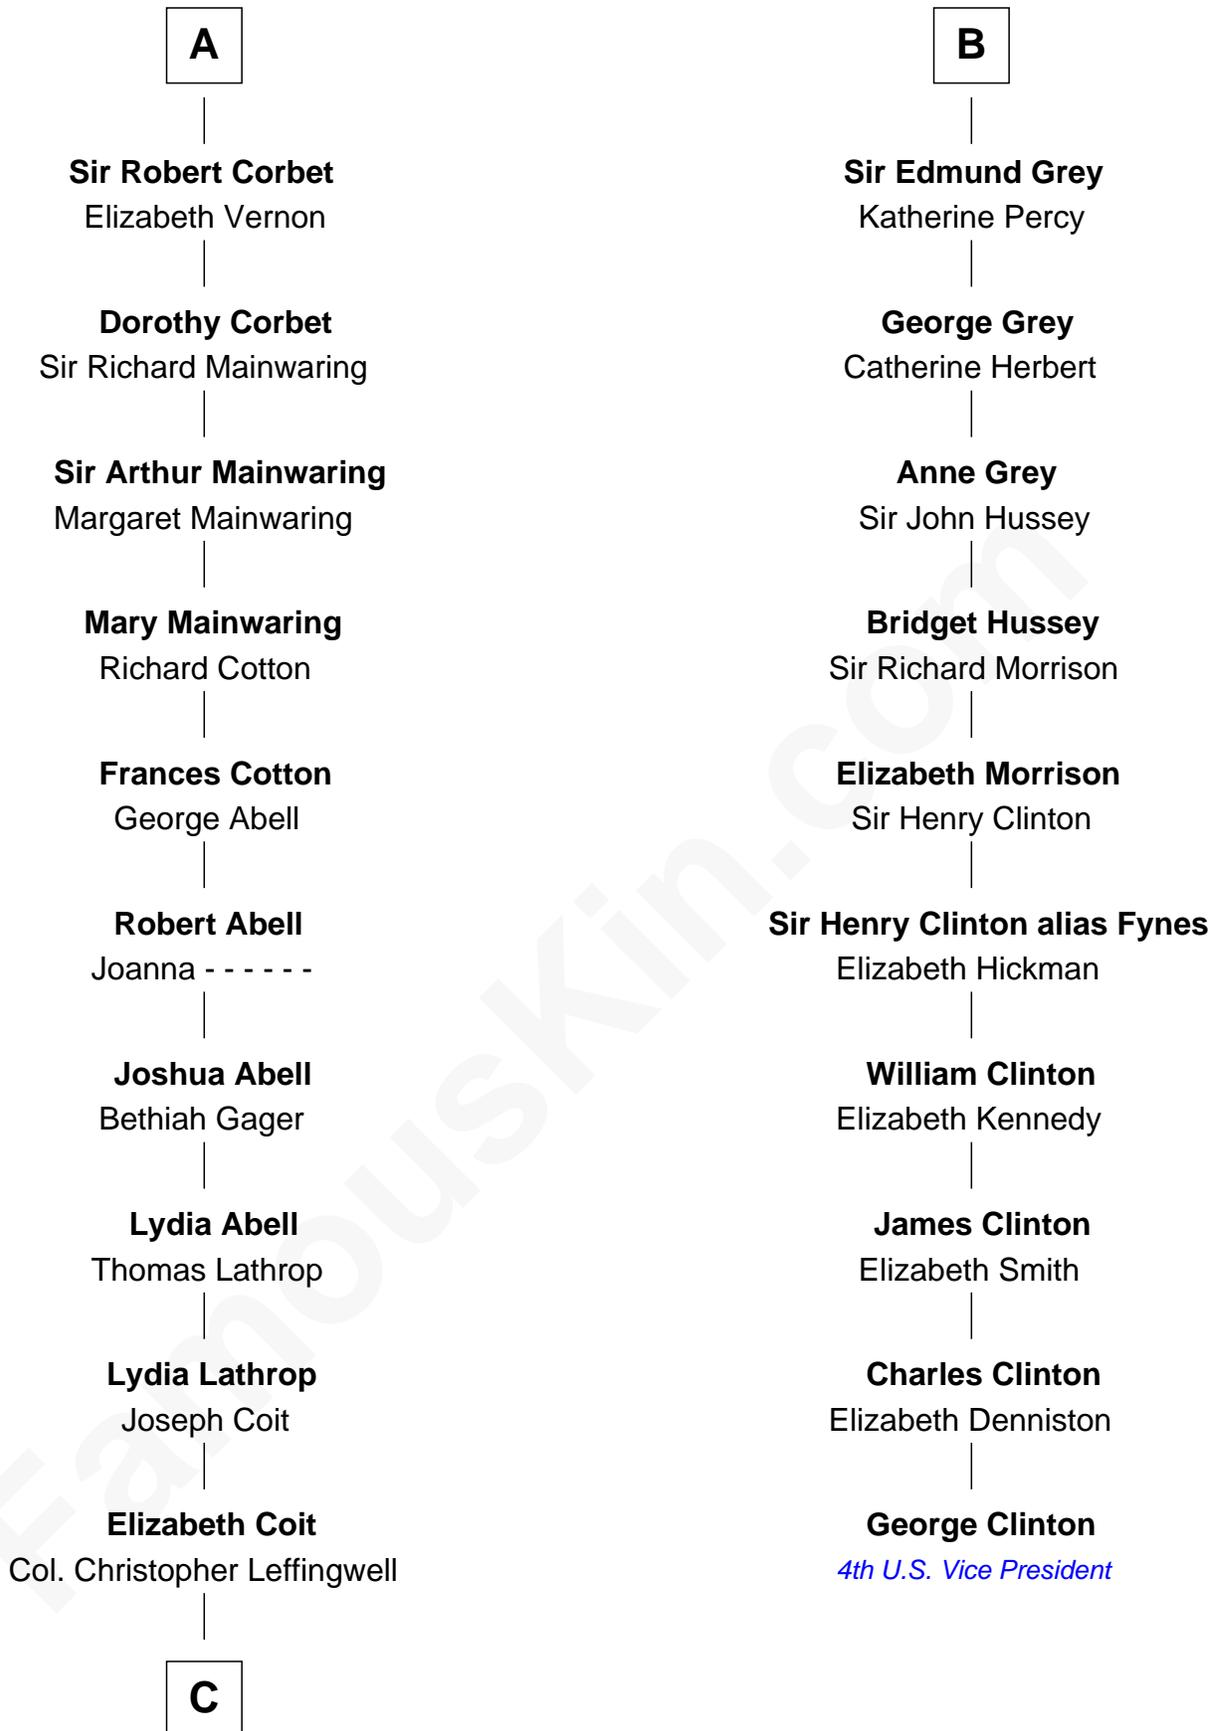 A
Sir Robert Corbet
Elizabeth Vernon
Dorothy Corbet
Sir Richard Mainwaring
Sir Arthur Mainwaring
Margaret Mainwaring
Mary Mainwaring
Richard Cotton
Frances Cotton
George Abell
Robert Abell
Joanna - - - - - -
Joshua Abell
Bethiah Gager
Lydia Abell
Thomas Lathrop
Lydia Lathrop
Joseph Coit
Elizabeth Coit
Col. Christopher Leffingwell
C
B
Sir Edmund Grey
Katherine Percy
George Grey
Catherine Herbert
Anne Grey
Sir John Hussey
Bridget Hussey
Sir Richard Morrison
Elizabeth Morrison
Sir Henry Clinton
Sir Henry Clinton alias Fynes
Elizabeth Hickman
William Clinton
Elizabeth Kennedy
James Clinton
Elizabeth Smith
Charles Clinton
Elizabeth Denniston
George Clinton
4th U.S. Vice President
FamousKin.com